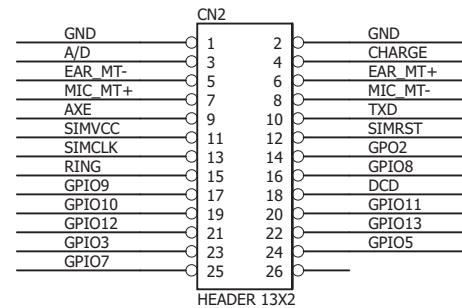 CN2
GND 1 2 GND
A/D 3 4 CHARGE
EAR_MT- 5 6 EAR_MT+
MIC_MT+ 7 8 MIC_MT-
AXE 9 10 TXD
SIMVCC 11 12 SIMRST
SIMCLK 13 14 GPO2
RING 15 16 GPIO8
GPIO9 17 18 DCD
GPIO10 19 20 GPIO11
GPIO12 21 22 GPIO13
GPIO3 23 24 GPIO5
GPIO7 25 26
HEADER 13X2